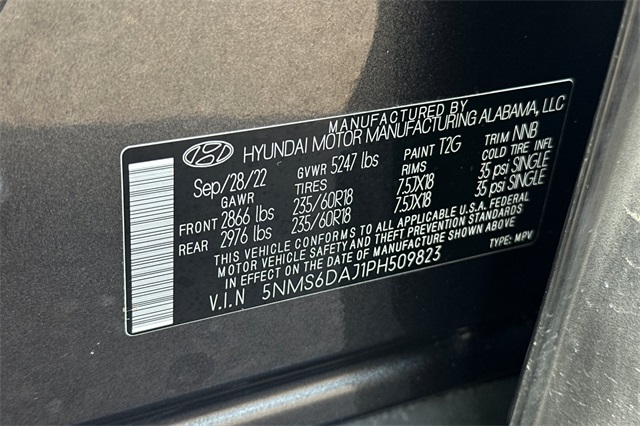 MANUFACTURED BY
HYUNDAI MOTOR MANUFACTURING ALABAMA, LLC
Sep/28/22 GVWR 5247 lbs PAINT T2G TRIM NNB
GAWR TIRES RIMS COLD TIRE INFL
FRONT 2866 lbs 235/60R18 7.5JX18 35 psi SINGLE
REAR 2976 lbs 235/60R18 7.5JX18 35 psi SINGLE
THIS VEHICLE CONFORMS TO ALL APPLICABLE U.S.A. FEDERAL
MOTOR VEHICLE SAFETY AND THEFT PREVENTION STANDARDS
IN EFFECT ON THE DATE OF MANUFACTURE SHOWN ABOVE.
V.I.N 5NMS6DAJ1PH509823 TYPE: MPV